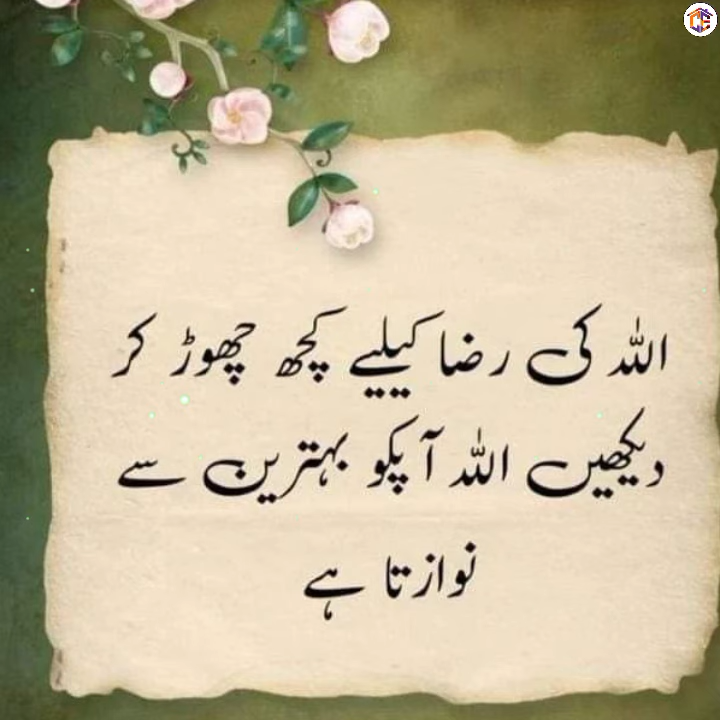 اللہ کی رضا کیلیے کچھ چھوڑ کر
دیکھیں اللہ آپکو بہترین سے
نوازتا ہے